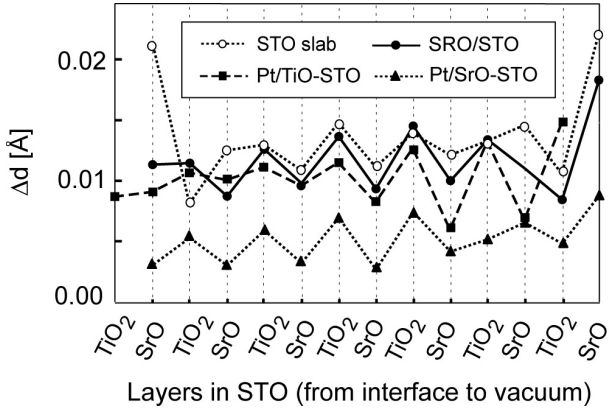 STO slab
SRO/STO
Pt/TiO-STO
Pt/SrO-STO
Δd [Å]
0.02
0.01
0.00
TiO₂
SrO
TiO₂
SrO
TiO₂
SrO
TiO₂
SrO
TiO₂
SrO
TiO₂
SrO
TiO₂
SrO
Layers in STO (from interface to vacuum)